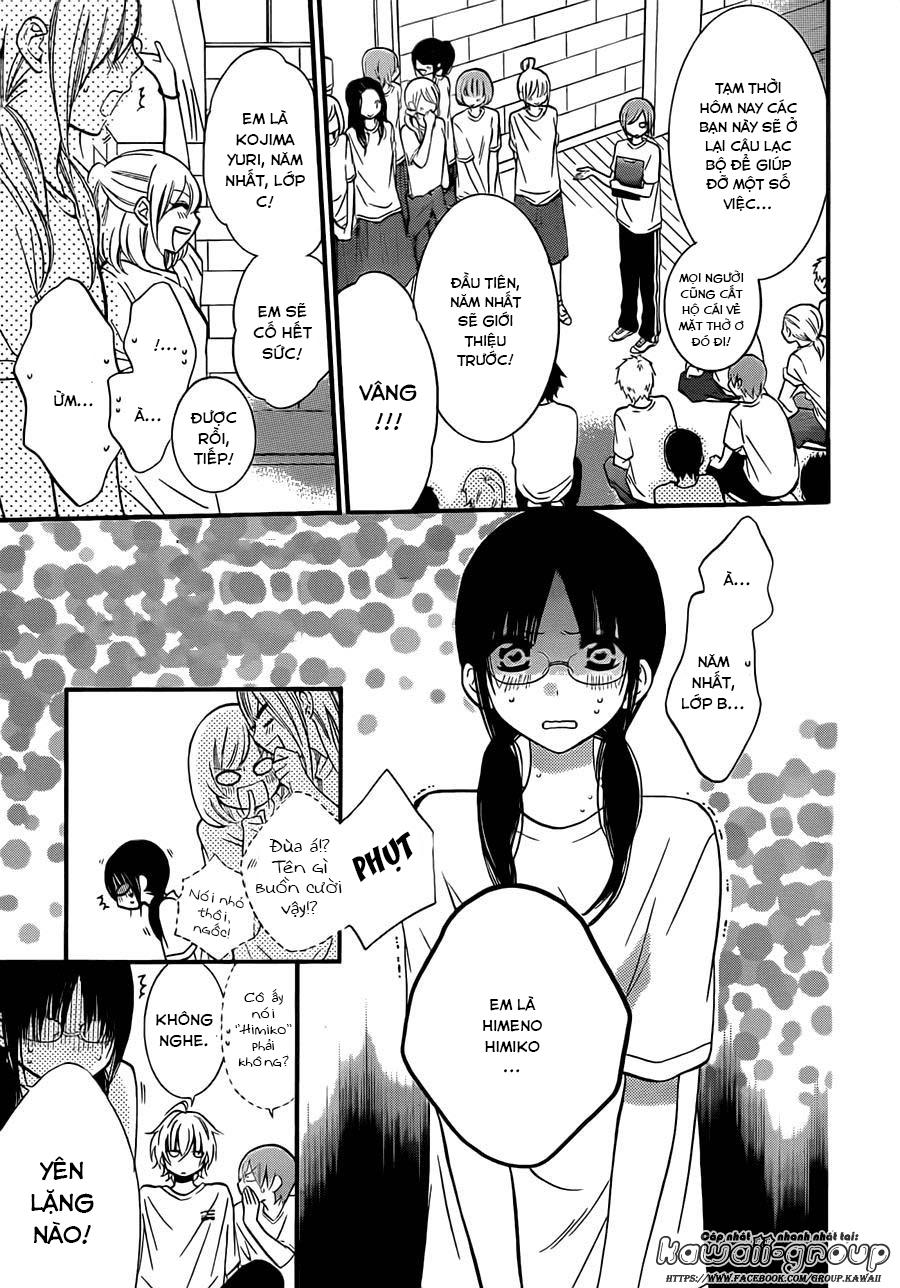 TẠM THỜI
HÔM NAY CÁC
BẠN NÀY SẼ Ở
LẠI CÂU LẠC
BỘ ĐỂ GIÚP
ĐỠ MỘT SỐ
VIỆC...
MỌI NGƯỜI
CŨNG CẤT
HỘ CÁI VẺ
MẶT THỜ Ơ
ĐÓ ĐI!
ĐẦU TIÊN,
NĂM NHẤT
SẼ GIỚI
THIỆU
TRƯỚC!
VÂNG
!!!
EM LÀ
KOJIMA
YURI, NĂM
NHẤT, LỚP
C!
EM SẼ
CỐ HẾT
SỨC!
ĐƯỢC
RỒI,
TIẾP!
!...
À...
ỪM...
À...
NĂM
NHẤT,
LỚP B...
EM LÀ
HIMENO
HIMIKO
...
PHỤT
Đùa á!?
Tên gì
buồn cười
vậy!?
Nói nhỏ
thôi,
ngốc!
Cô ấy
nói
"Himiko"
phải
không?
KHÔNG
NGHE.
YÊN
LẶNG
NÀO!
Cập nhật nhanh nhất tại:
kawaii-group
HTTPS://WWW.FACEBOOK.COM/GROUP.KAWAII